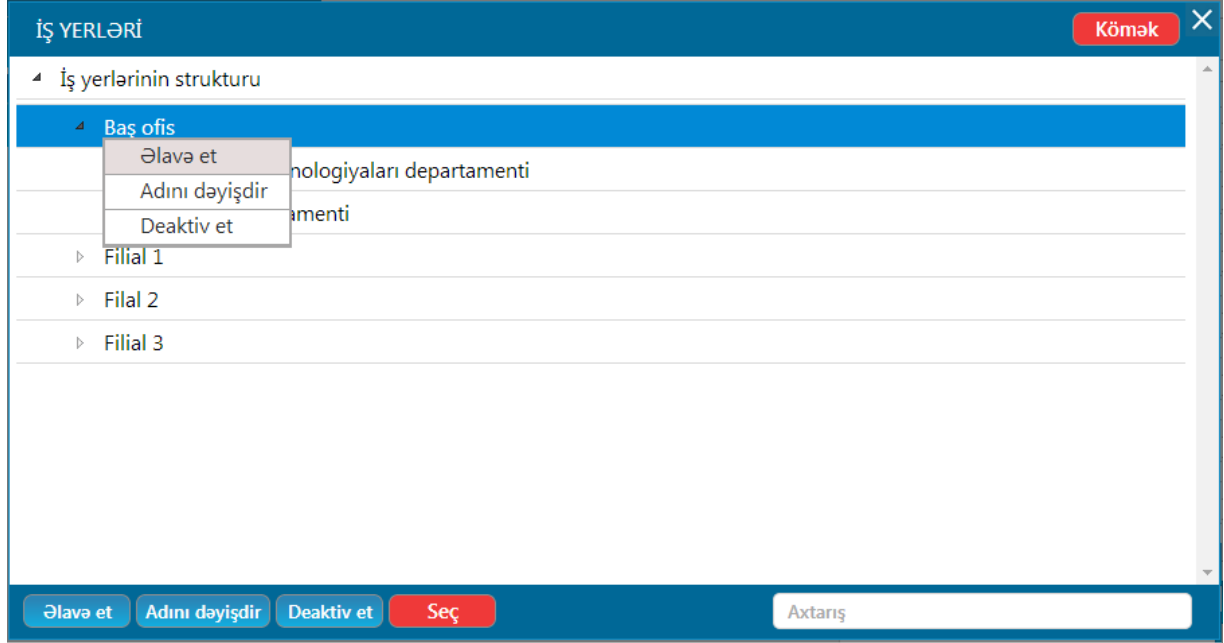 İŞ YERLƏRİ
Kömək
İş yerlərinin strukturu
Baş ofis
Əlavə et
nologiyaları departamenti
Adını dəyişdir
amenti
Deaktiv et
Filial 1
Filal 2
Filial 3
Əlavə et Adını dəyişdir Deaktiv et Seç Axtarış